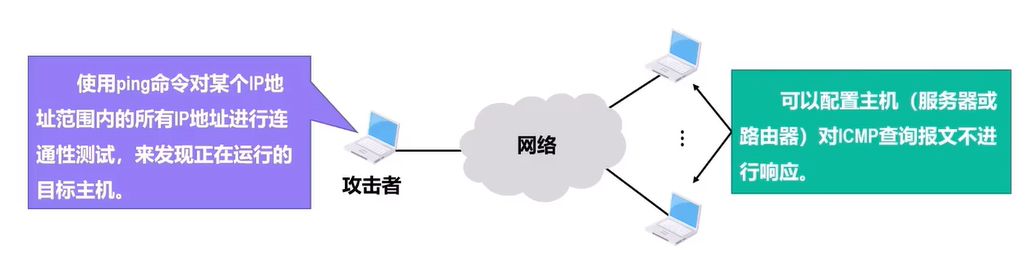 使用ping命令对某个IP地
址范围内的所有IP地址进行连
通性测试，来发现正在运行的
目标主机。
攻击者
网络
可以配置主机（服务器或
路由器）对ICMP查询报文不进
行响应。